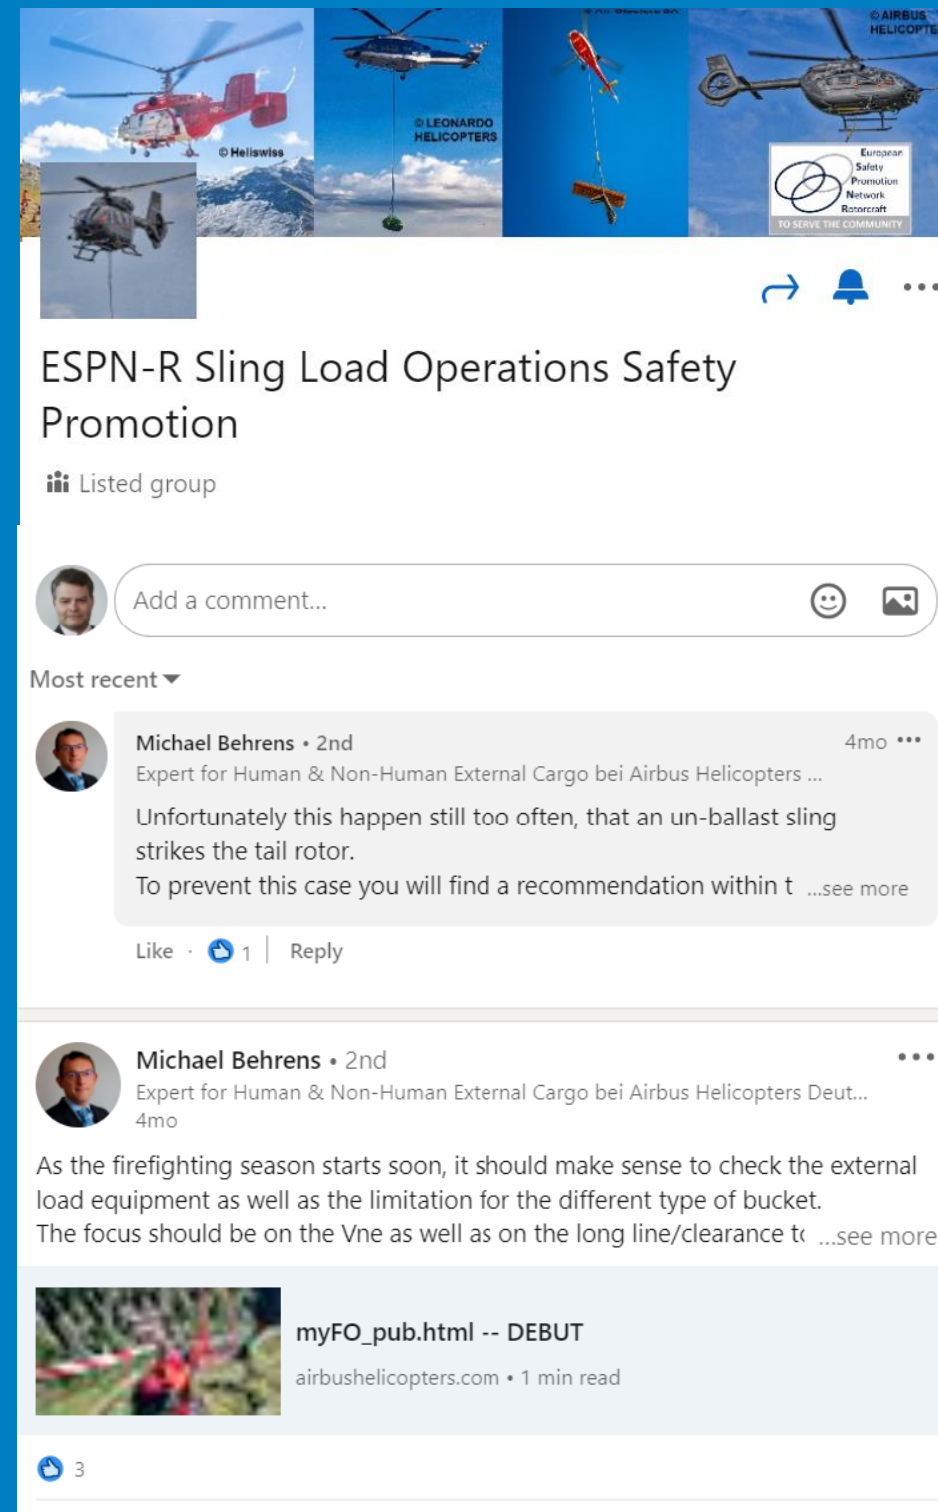 © AIRBUS
© Heliswiss
© LEONARDO
HELICOPTERS
European
Safety
Promotion
Network
Rotorcraft
TO SERVE THE COMMUNITY
ESPN-R Sling Load Operations Safety
Promotion
Listed group
Add a comment...
Most recent
Michael Behrens • 2nd
4mo
Expert for Human & Non-Human External Cargo bei Airbus Helicopters ...
Unfortunately this happen still too often, that an un-ballast sling
strikes the tail rotor.
To prevent this case you will find a recommendation within t ...see more
Like · 1 | Reply
Michael Behrens • 2nd
Expert for Human & Non-Human External Cargo bei Airbus Helicopters Deut...
4mo
As the firefighting season starts soon, it should make sense to check the external
load equipment as well as the limitation for the different type of bucket.
The focus should be on the Vne as well as on the long line/clearance to ...see more
myFO_pub.html -- DEBUT
airbushelicopters.com • 1 min read
3